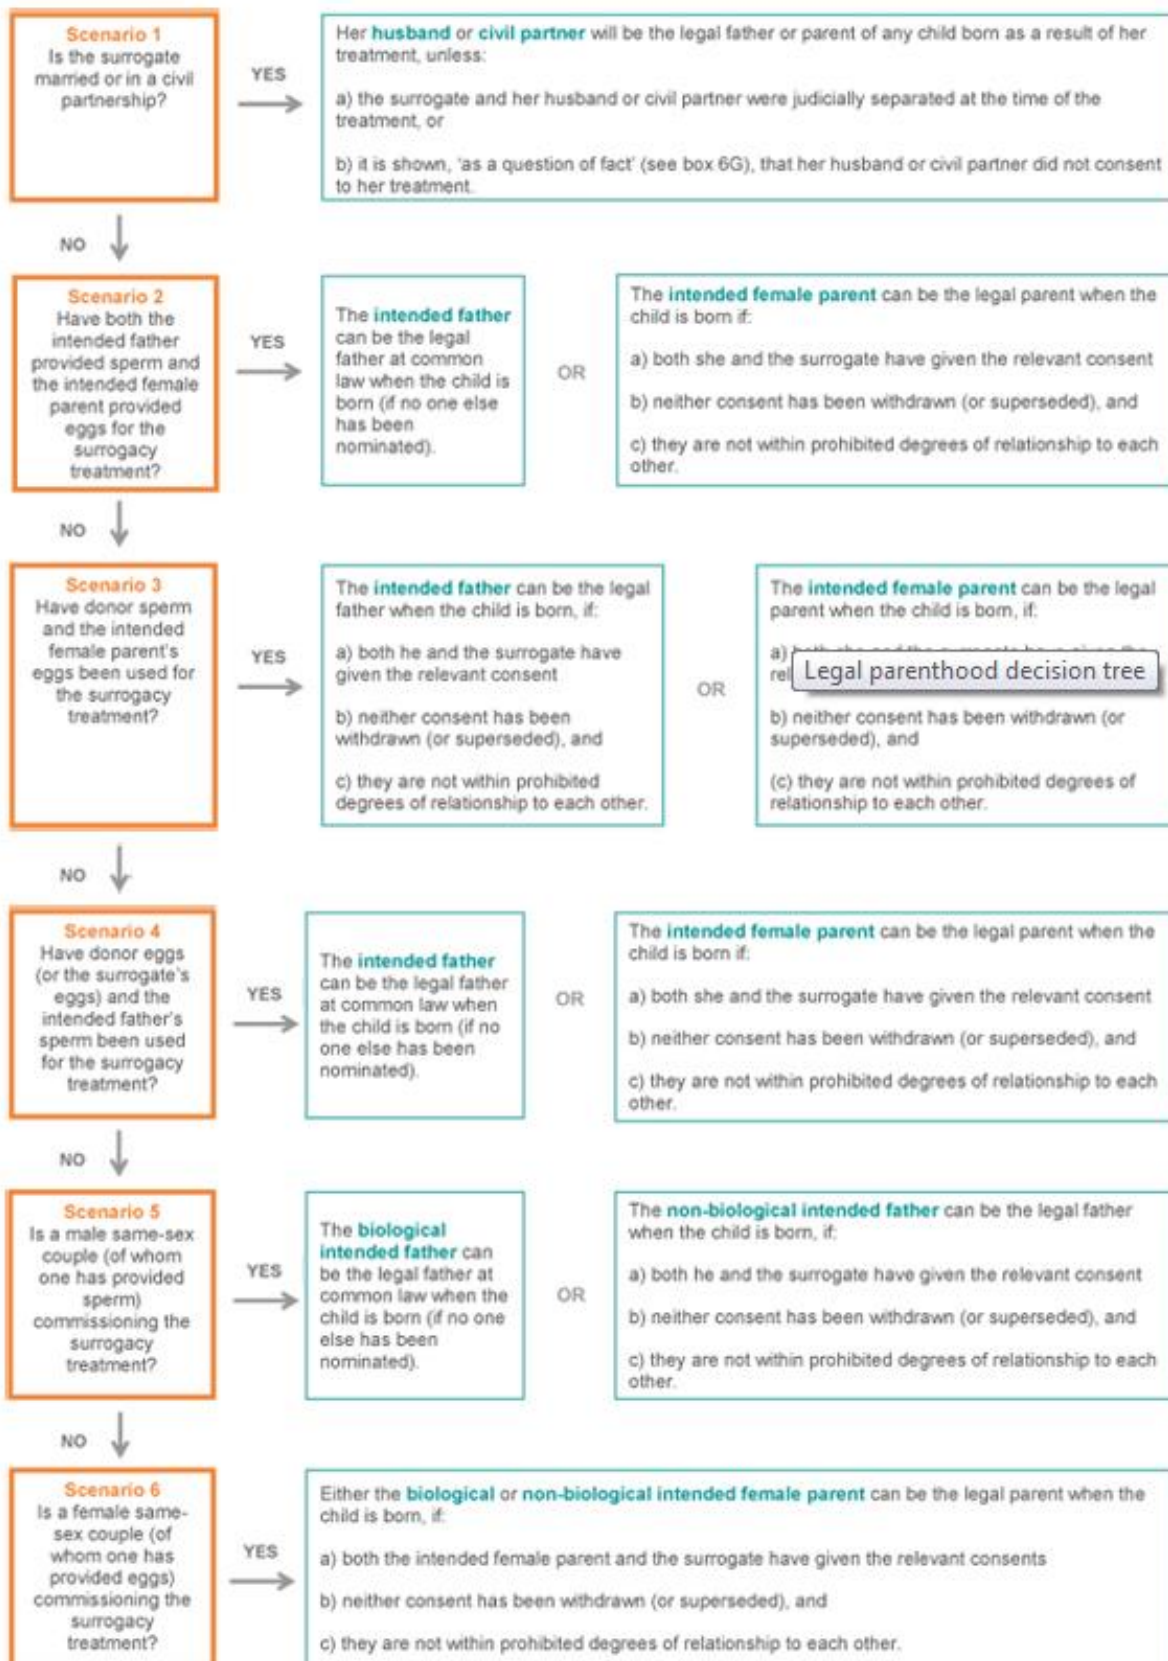 Scenario 1
Is the surrogate
married or in a civil
partnership?
YES
Her husband or civil partner will be the legal father or parent of any child born as a result of her
treatment, unless:
a) the surrogate and her husband or civil partner were judicially separated at the time of the
treatment, or
b) it is shown, 'as a question of fact' (see box 6G), that her husband or civil partner did not consent
to her treatment.
NO
Scenario 2
Have both the
intended father
provided sperm and
the intended female
parent provided
eggs for the
surrogacy
treatment?
YES
The intended father
can be the legal
father at common
law when the child is
born (if no one else
has been
nominated).
OR
The intended female parent can be the legal parent when the
child is born if:
a) both she and the surrogate have given the relevant consent
b) neither consent has been withdrawn (or superseded), and
c) they are not within prohibited degrees of relationship to each
other.
NO
Scenario 3
Have donor sperm
and the intended
female parent's
eggs been used for
the surrogacy
treatment?
YES
The intended father can be the legal
father when the child is born, if:
a) both he and the surrogate have
given the relevant consent
b) neither consent has been
withdrawn (or superseded), and
c) they are not within prohibited
degrees of relationship to each other.
OR
The intended female parent can be the legal
parent when the child is born, if:
a)
Legal parenthood decision tree
b) neither consent has been withdrawn (or
superseded), and
(c) they are not within prohibited degrees of
relationship to each other.
NO
Scenario 4
Have donor eggs
(or the surrogate's
eggs) and the
intended father's
sperm been used
for the surrogacy
treatment?
YES
The intended father
can be the legal father
at common law when
the child is born (if no
one else has been
nominated).
OR
The intended female parent can be the legal parent when the
child is born if:
a) both she and the surrogate have given the relevant consent
b) neither consent has been withdrawn (or superseded), and
c) they are not within prohibited degrees of relationship to each
other.
NO
Scenario 5
Is a male same-sex
couple (of whom
one has provided
sperm)
commissioning the
surrogacy
treatment?
YES
The biological
intended father can
be the legal father at
common law when the
child is born (if no one
else has been
nominated).
OR
The non-biological intended father can be the legal father
when the child is born, if:
a) both he and the surrogate have given the relevant consent
b) neither consent has been withdrawn (or superseded), and
c) they are not within prohibited degrees of relationship to each
other.
NO
Scenario 6
Is a female same-
sex couple (of
whom one has
provided eggs)
commissioning the
surrogacy
treatment?
YES
Either the biological or non-biological intended female parent can be the legal parent when the
child is born, if:
a) both the intended female parent and the surrogate have given the relevant consents
b) neither consent has been withdrawn (or superseded), and
c) they are not within prohibited degrees of relationship to each other.